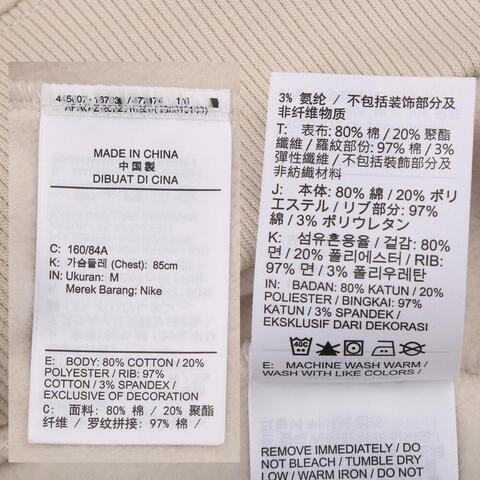 MADE IN CHINA
中國製
DIBUAT DI CINA
C: 160/84A
K: 가슴둘레 (Chest): 85cm
IN: Ukuran: M
Merek Barang: Nike
E: BODY: 80% COTTON / 20%
POLYESTER / RIB: 97%
COTTON / 3% SPANDEX /
EXCLUSIVE OF DECORATION
C: 面料: 80% 棉 / 20% 聚酯
纤维 / 罗纹拼接: 97% 棉 /
3% 氨纶 / 不包括装饰部分及
非纤维物质
T: 表布: 80% 棉 / 20% 聚酯
纖維 / 羅紋部份: 97% 棉 / 3%
彈性纖維 / 不包括裝飾部分及
非紡織材料
J: 本体: 80% 綿 / 20% ポリ
エステル / リブ部分: 97%
綿 / 3% ポリウレタン
K: 섬유혼용율 / 겉감: 80%
면 / 20% 폴리에스터 / RIB:
97% 면 / 3% 폴리우레탄
IN: BADAN: 80% KATUN / 20%
POLIESTER / BINGKAI: 97%
KATUN / 3% SPANDEK /
EKSKLUSIF DARI DEKORASI
40C
E: MACHINE WASH WARM /
WASH WITH LIKE COLORS /
REMOVE IMMEDIATELY / DO
NOT BLEACH / TUMBLE DRY
LOW / WARM IRON / DO NOT